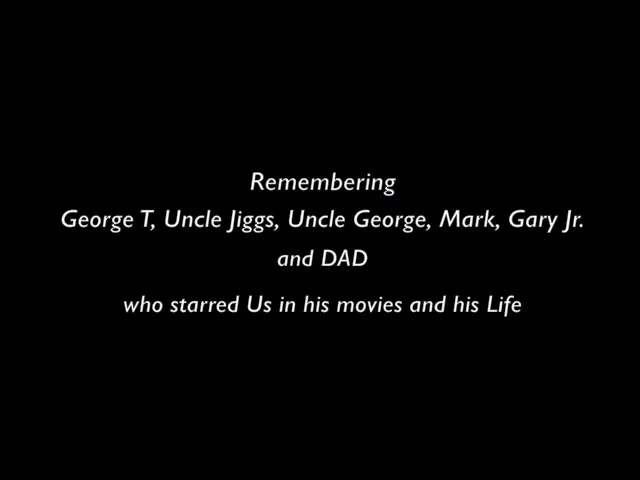 Remembering
George T, Uncle Jiggs, Uncle George, Mark, Gary Jr.
and DAD
who starred Us in his movies and his Life